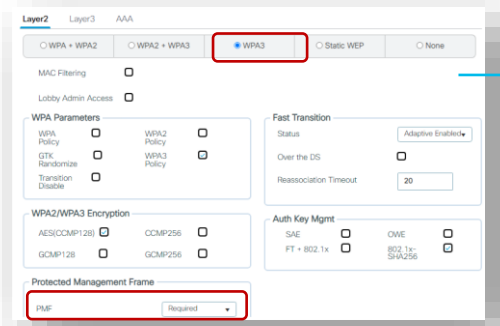 Layer2 Layer3 AAA
WPA + WPA2 WPA2 + WPA3 WPA3 Static WEP None
MAC Filtering
Lobby Admin Access
WPA Parameters
WPA Policy
WPA2 Policy
GTK Randomize
WPA3 Policy
Transition Disable
Fast Transition
Status Adaptive Enabled
Over the DS
Reassociation Timeout 20
WPA2/WPA3 Encryption
AES(CCMP128) CCMP256
GCMP128 GCMP256
Auth Key Mgmt
SAE OWE
FT + 802.1x 802.1x-SHA256
Protected Management Frame
PMF Required